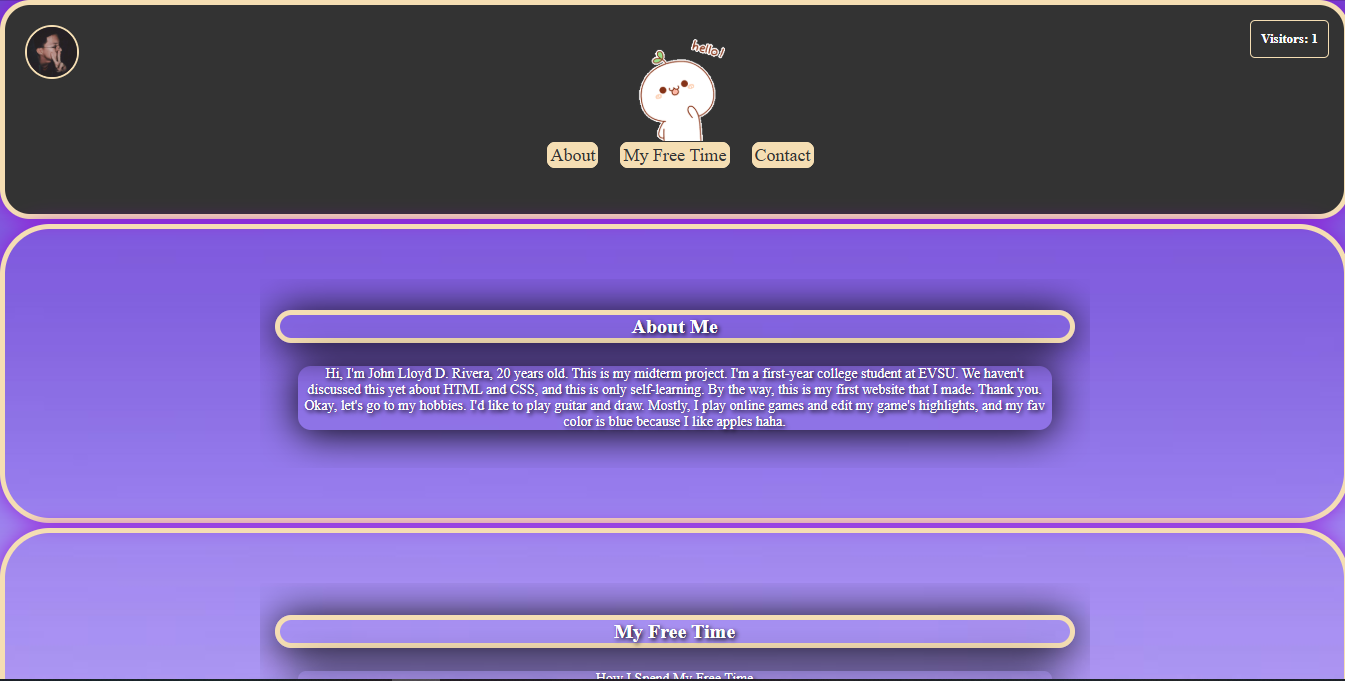 hello!
Visitors: 1
About My Free Time Contact
About Me
Hi, I'm John Lloyd D. Rivera, 20 years old. This is my midterm project. I'm a first-year college student at EVSU. We haven't
discussed this yet about HTML and CSS, and this is only self-learning. By the way, this is my first website that I made. Thank you.
Okay, let's go to my hobbies. I'd like to play guitar and draw. Mostly, I play online games and edit my game's highlights, and my fav
color is blue because I like apples haha.
My Free Time
How I Spend My Free Time